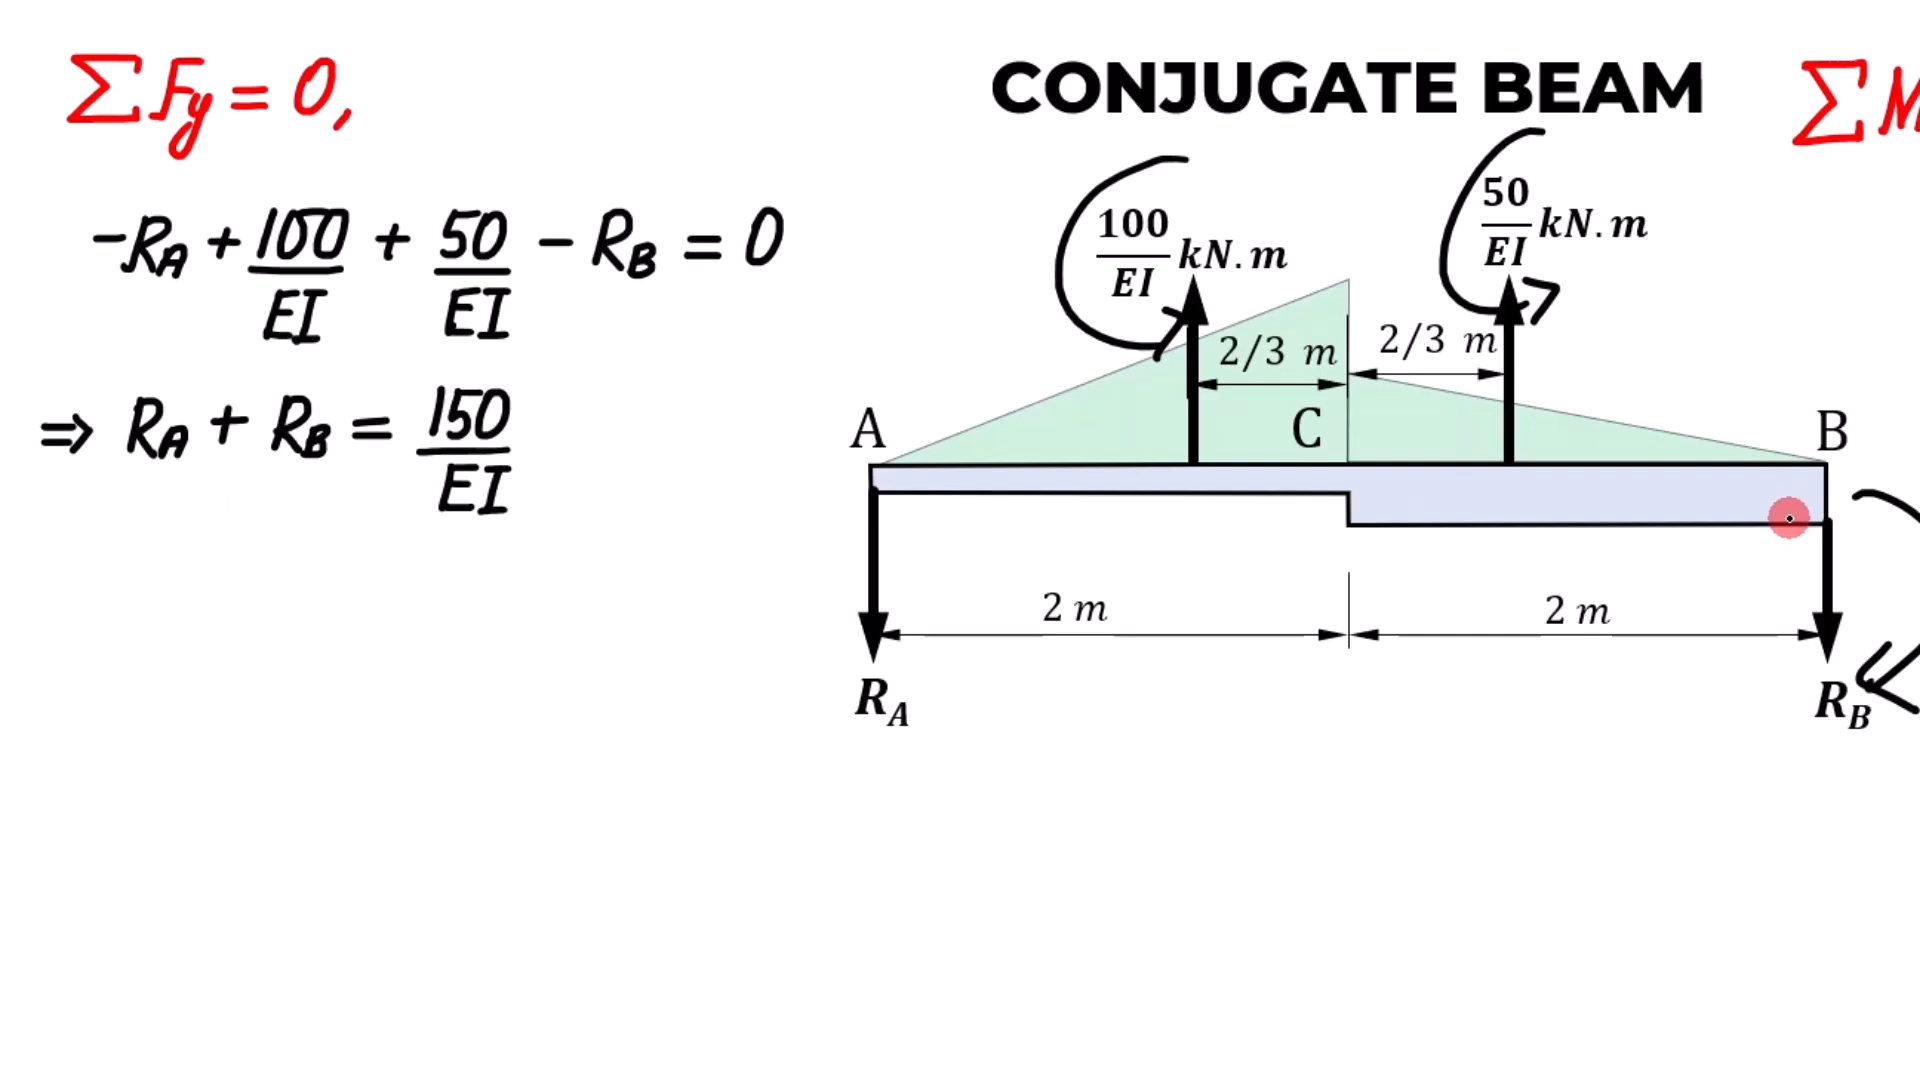 ΣFy = 0,
-RA + 100/EI + 50/EI - RB = 0
⇒ RA + RB = 150/EI
CONJUGATE BEAM
ΣM
100/EI kN.m
50/EI kN.m
2/3 m
2/3 m
A
C
B
2 m
2 m
RA
RB